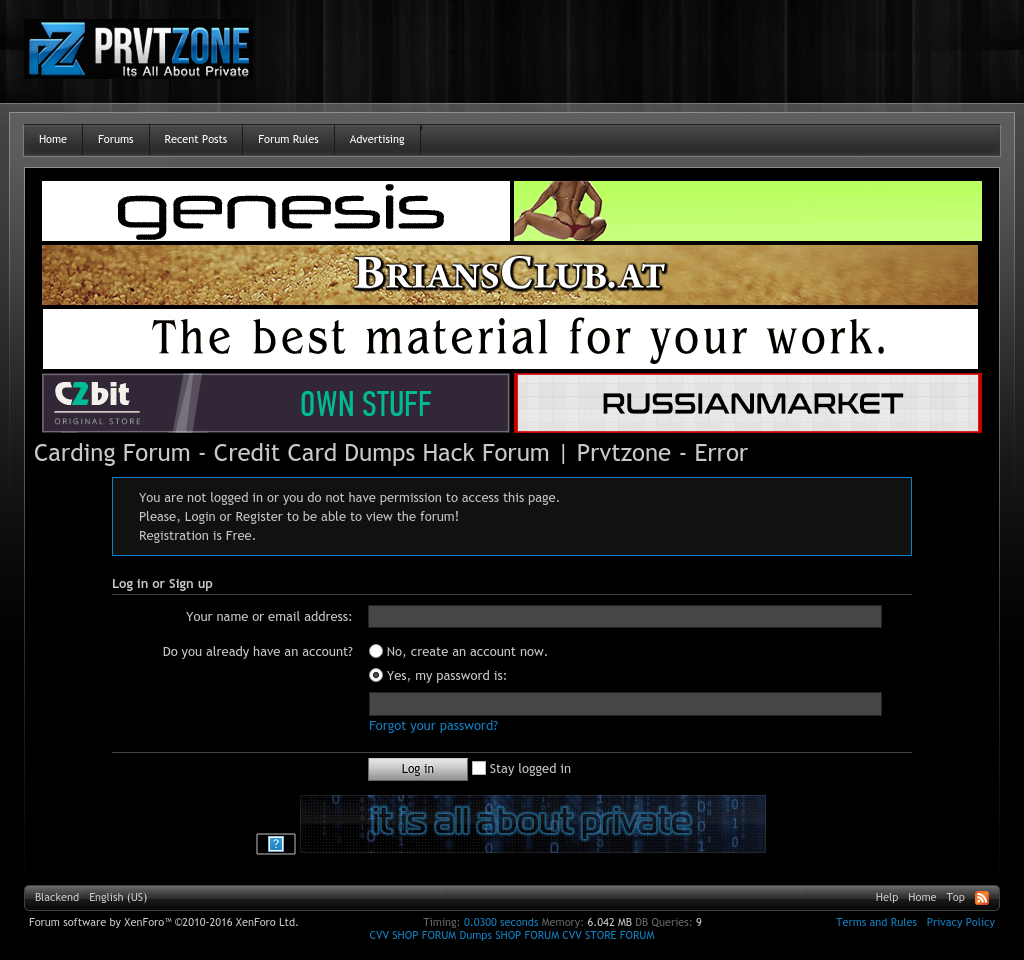 PRVTZONE
Its All About Private
Home
Forums
Recent Posts
Forum Rules
Advertising
genesis
BRIANSCLUB.AT
The best material for your work.
C2bit
ORIGINAL STORE
OWN STUFF
RUSSIANMARKET
Carding Forum - Credit Card Dumps Hack Forum | Prvtzone - Error
You are not logged in or you do not have permission to access this page.
Please, Login or Register to be able to view the forum!
Registration is Free.
Log in or Sign up
Your name or email address:
Do you already have an account?
No, create an account now.
Yes, my password is:
Forgot your password?
Log in
Stay logged in
it is all about private
?
Blackend English (US)
Help Home Top
Forum software by XenForo™ ©2010-2016 XenForo Ltd.
Timing: 0.0300 seconds Memory: 6.042 MB DB Queries: 9
Terms and Rules Privacy Policy
CVV SHOP FORUM Dumps SHOP FORUM CVV STORE FORUM